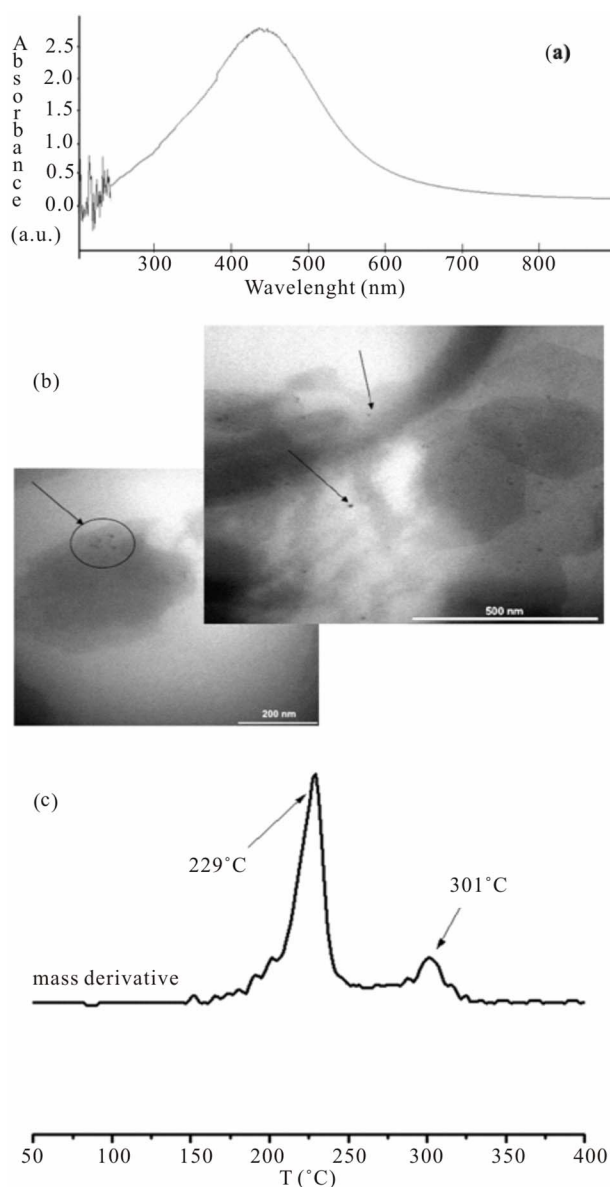 Absorbance
(a.u.)
2.5
2.0
1.5
1.0
0.5
0.0
(a)
300 400 500 600 700 800
Wavelenght (nm)
(b)
500 nm
200 nm
(c)
229˚C
301˚C
mass derivative
50 100 150 200 250 300 350 400
T (˚C)